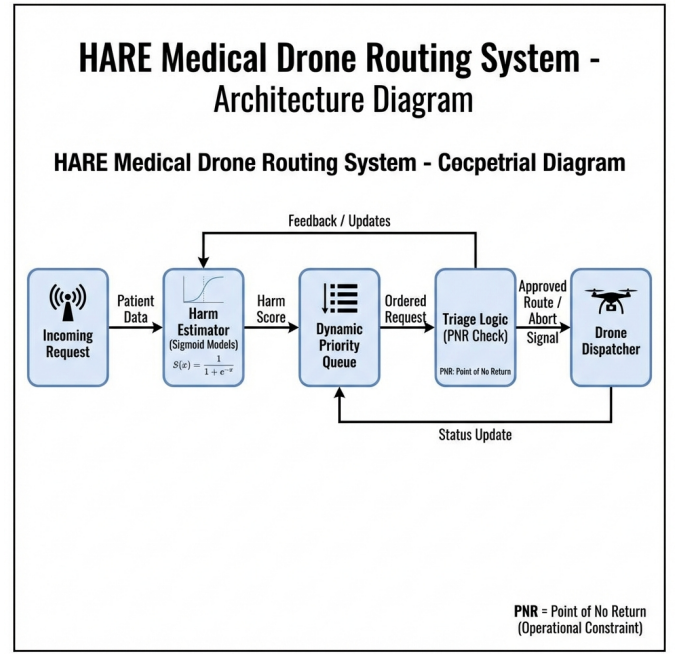 HARE Medical Drone Routing System -
Architecture Diagram
HARE Medical Drone Routing System - Cocpetrial Diagram
Feedback / Updates
Incoming
Request
Patient
Data
Harm
Estimator
(Sigmoid Models)
S(x) = 1 / 1 + e^{-x}
Harm
Score
Dynamic
Priority
Queue
Ordered
Request
Triage Logic
(PNR Check)
PNR: Point of No Return
Approved
Route /
Abort
Signal
Drone
Dispatcher
Status Update
PNR = Point of No Return
(Operational Constraint)